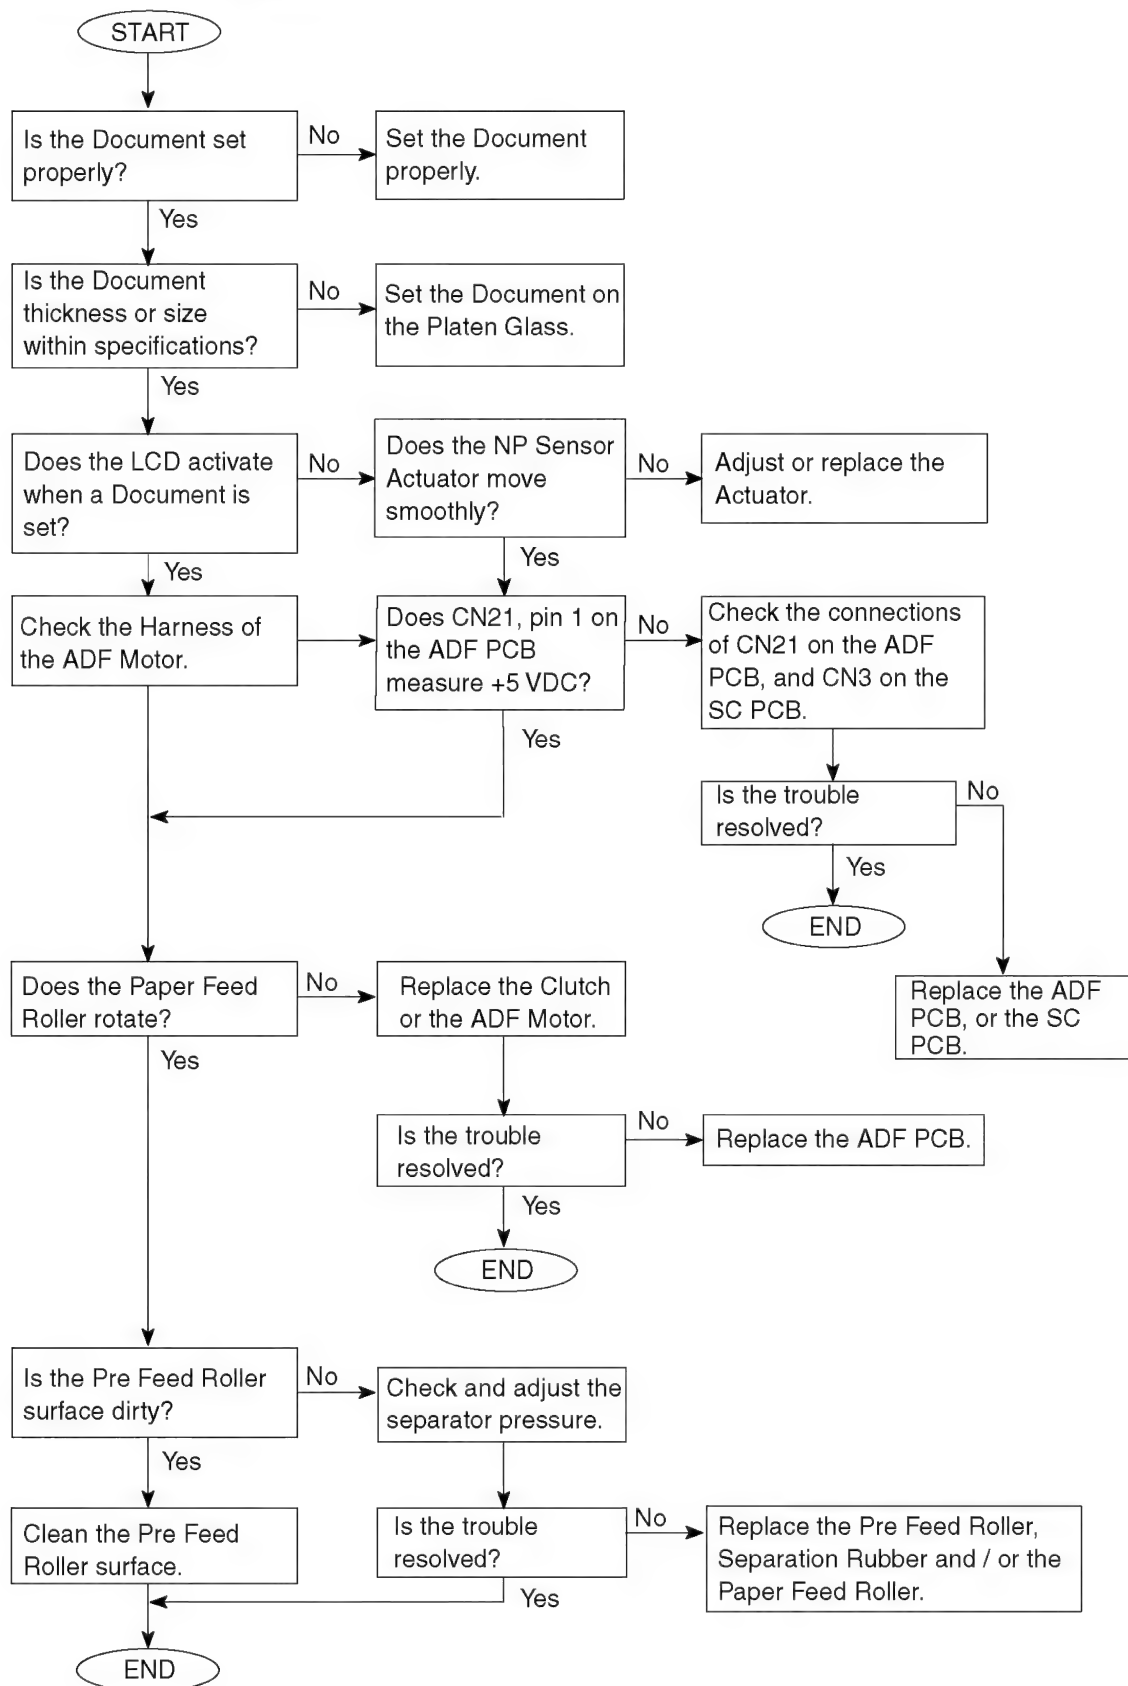 START
Is the Document set
properly?
No
Set the Document
properly.
Yes
Is the Document
thickness or size
within specifications?
No
Set the Document on
the Platen Glass.
Yes
Does the LCD activate
when a Document is
set?
No
Does the NP Sensor
Actuator move
smoothly?
No
Adjust or replace the
Actuator.
Yes
Yes
Check the Harness of
the ADF Motor.
Does CN21, pin 1 on
the ADF PCB
measure +5 VDC?
No
Check the connections
of CN21 on the ADF
PCB, and CN3 on the
SC PCB.
Yes
Is the trouble
resolved?
No
Yes
END
Replace the ADF
PCB, or the SC
PCB.
Does the Paper Feed
Roller rotate?
No
Replace the Clutch
or the ADF Motor.
Yes
Is the trouble
resolved?
No
Replace the ADF PCB.
Yes
END
Is the Pre Feed Roller
surface dirty?
No
Check and adjust the
separator pressure.
Yes
Clean the Pre Feed
Roller surface.
Is the trouble
resolved?
No
Replace the Pre Feed Roller,
Separation Rubber and / or the
Paper Feed Roller.
Yes
END